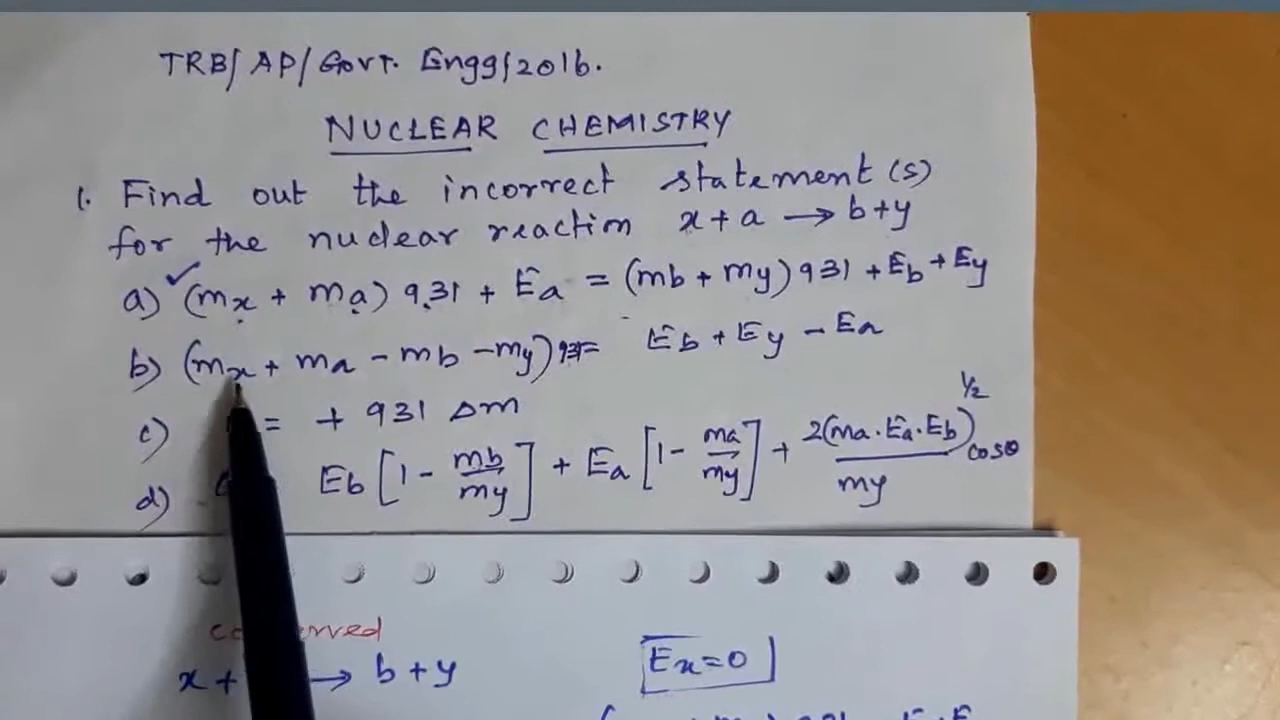 TRB/AP/Govt. Engg/2016.
NUCLEAR CHEMISTRY
1. Find out the incorrect statement(s)
for the nuclear reaction x + a → b + y
a) ✓ (mx + ma) 931 + Ea = (mb + my) 931 + Eb + Ey
b) (mx + ma - mb - my) 931 = Eb + Ey - Ea
c) = + 931 Δm
d) Eb [1 - mb/my] + Ea [1 - ma/my] + 2(ma·Ea·Eb)^1/2/my cosθ
x + → b + y
Ex = 0